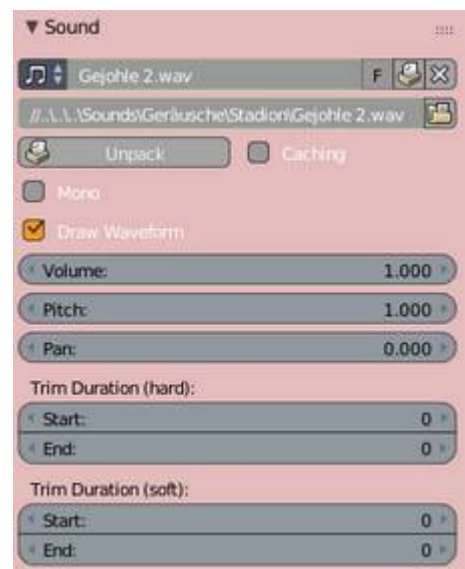 Sound
Gejohle 2.wav F
//..\..\..\Sounds\Geräusche\Stadion\Gejohle 2.wav
Unpack Caching
Mono
Draw Waveform
Volume: 1.000
Pitch: 1.000
Pan: 0.000
Trim Duration (hard):
Start: 0
End: 0
Trim Duration (soft):
Start: 0
End: 0